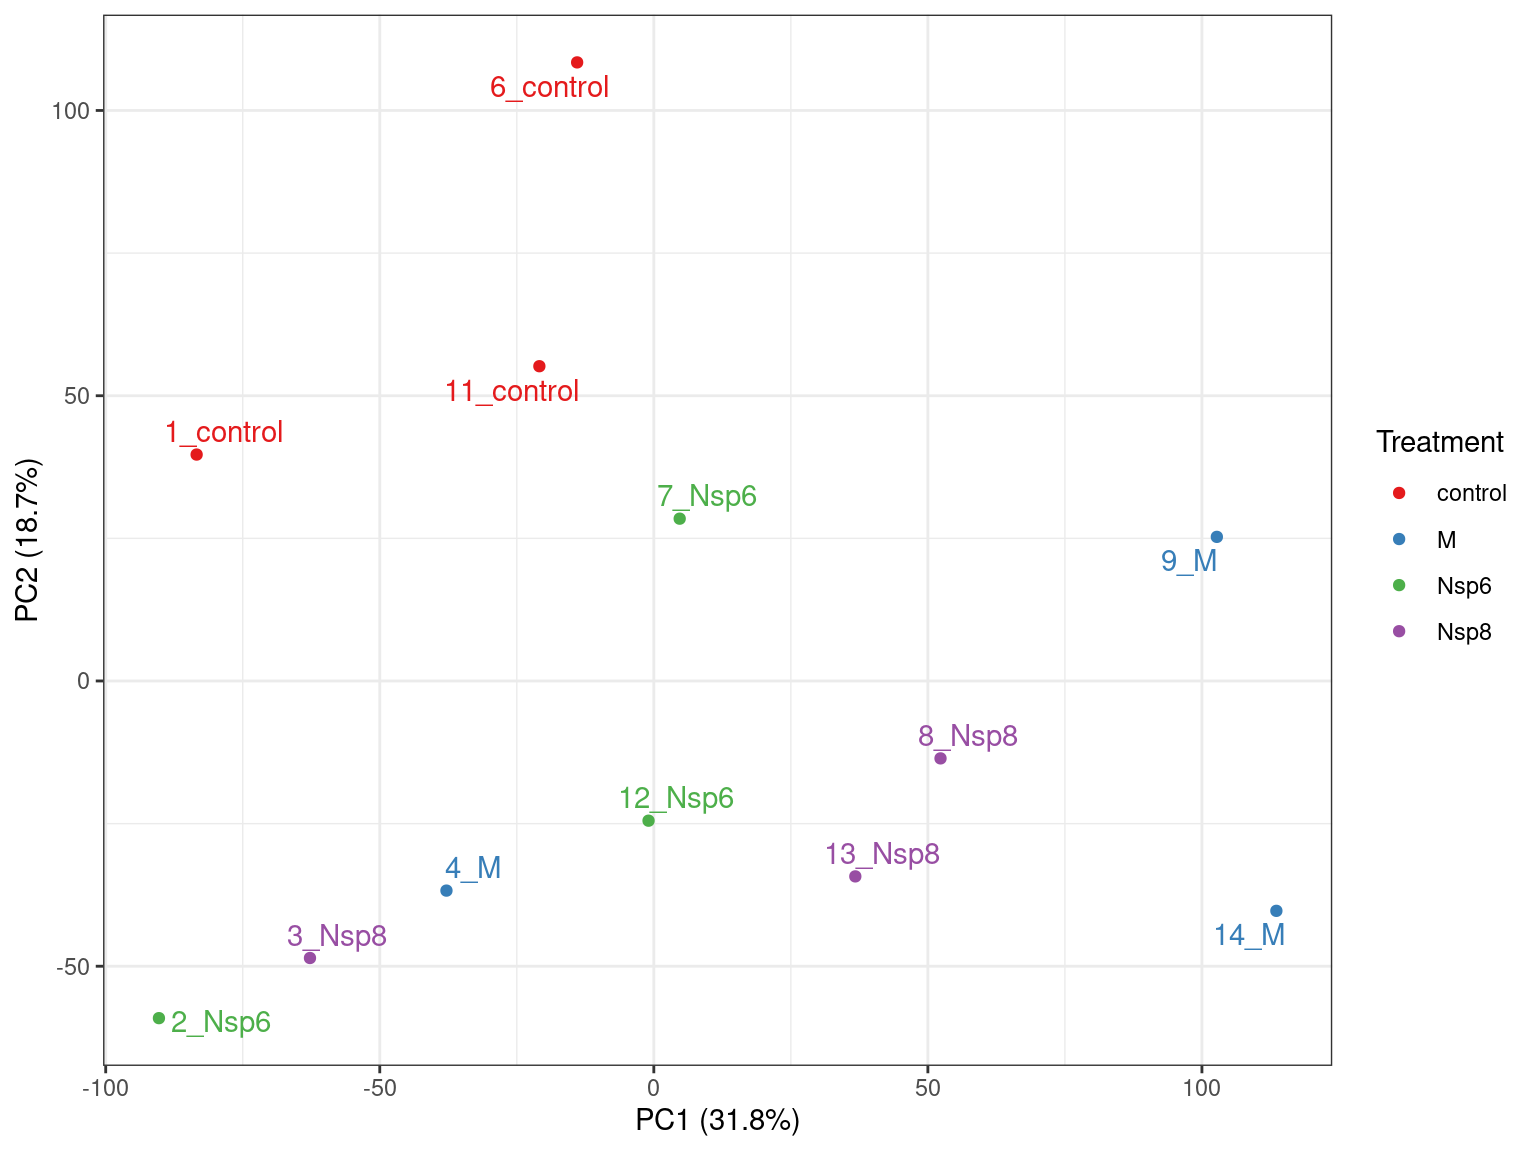 6_control
100
11_control
50
1_control
7_Nsp6
9_M
PC2 (18.7%)
0
8_Nsp8
12_Nsp6
13_Nsp8
4_M
14_M
3_Nsp8
-50
2_Nsp6
-100
-50
0
50
100
PC1 (31.8%)
Treatment
control
M
Nsp6
Nsp8